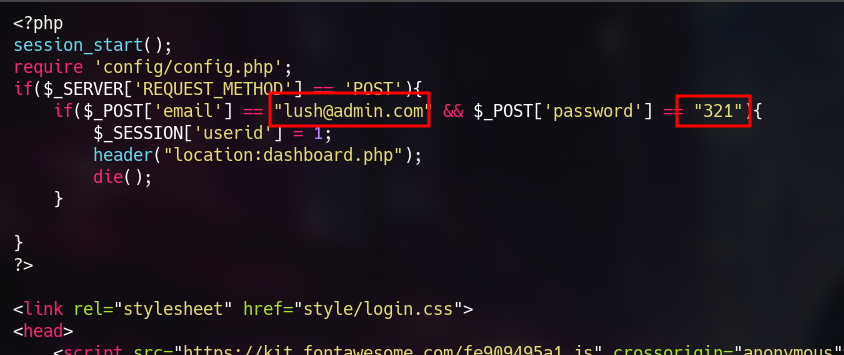 <?php
session_start();
require 'config/config.php';
if($_SERVER['REQUEST_METHOD'] == 'POST'){
    if($_POST['email'] == "lush@admin.com" && $_POST['password'] == "321"){
        $_SESSION['userid'] = 1;
        header("location:dashboard.php");
        die();
    }

}
?>

<link rel="stylesheet" href="style/login.css">
<head>
    <script src="https://kit.fontawesome.com/fe909495a1.js" crossorigin="anonymous"